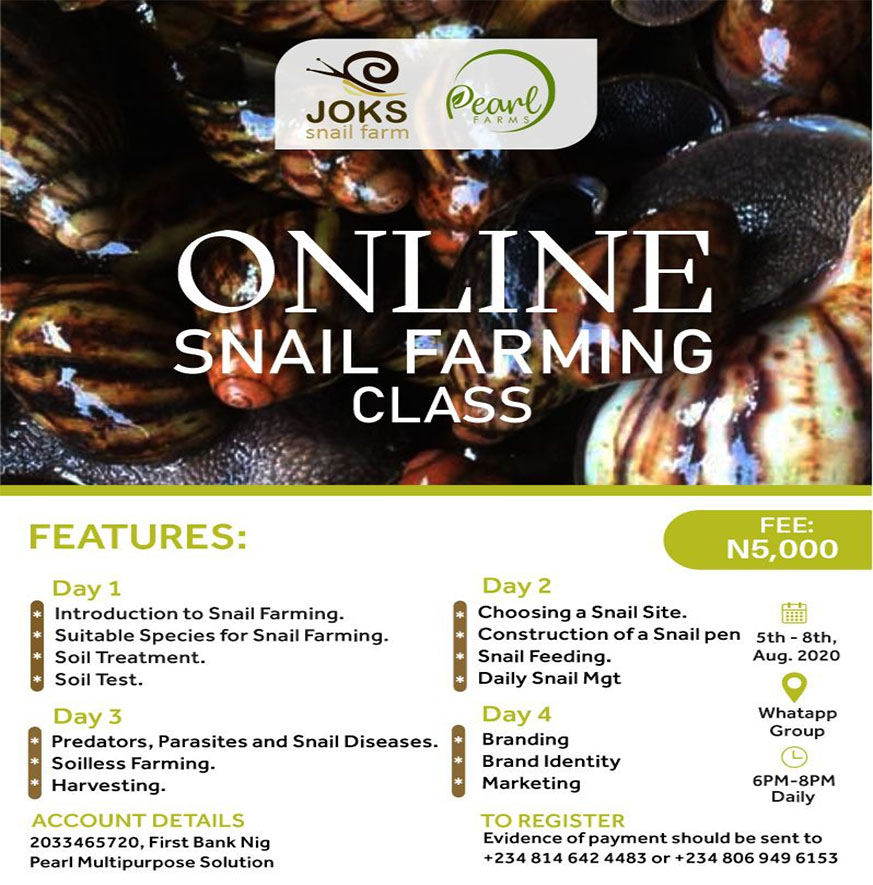 JOKS
snail farm
Pearl
FARMS
ONLINE
SNAIL FARMING
CLASS
FEATURES:
FEE:
N5,000
Day 1
* Introduction to Snail Farming.
* Suitable Species for Snail Farming.
* Soil Treatment.
* Soil Test.
Day 2
* Choosing a Snail Site.
* Construction of a Snail pen
* Snail Feeding.
* Daily Snail Mgt
5th - 8th,
Aug. 2020
Day 3
* Predators, Parasites and Snail Diseases.
* Soilless Farming.
* Harvesting.
Day 4
* Branding
* Brand Identity
* Marketing
Whatapp
Group
6PM-8PM
Daily
ACCOUNT DETAILS
2033465720, First Bank Nig
Pearl Multipurpose Solution
TO REGISTER
Evidence of payment should be sent to
+234 814 642 4483 or +234 806 949 6153